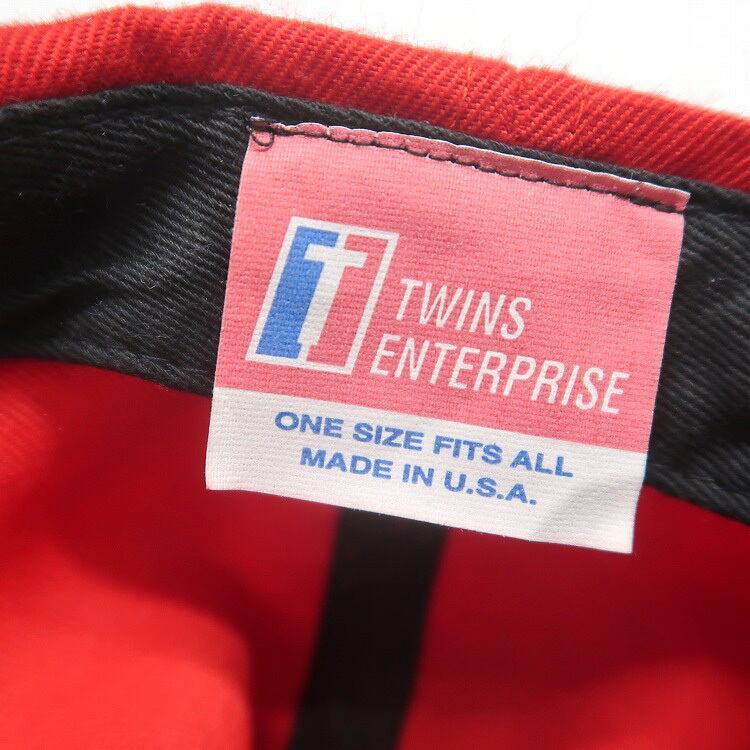 T
TWINS
ENTERPRISE
ONE SIZE FITS ALL
MADE IN U.S.A.